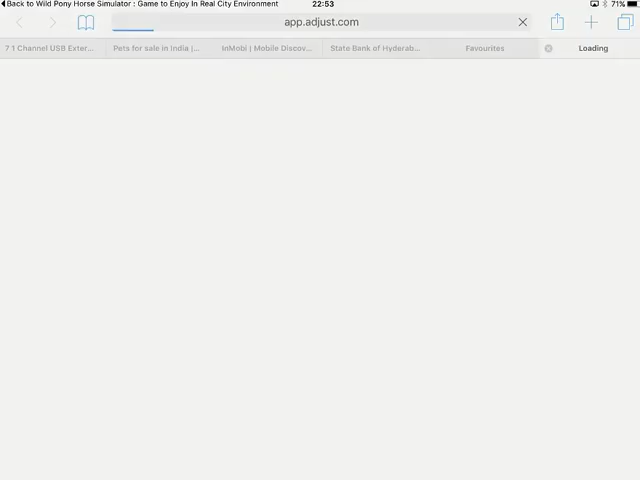 Back to Wild Pony Horse Simulator : Game to Enjoy In Real City Environment 22:53 71%
app.adjust.com
7 1 Channel USB Exter... Pets for sale in India |... InMobi | Mobile Discov... State Bank of Hyderab... Favourites Loading